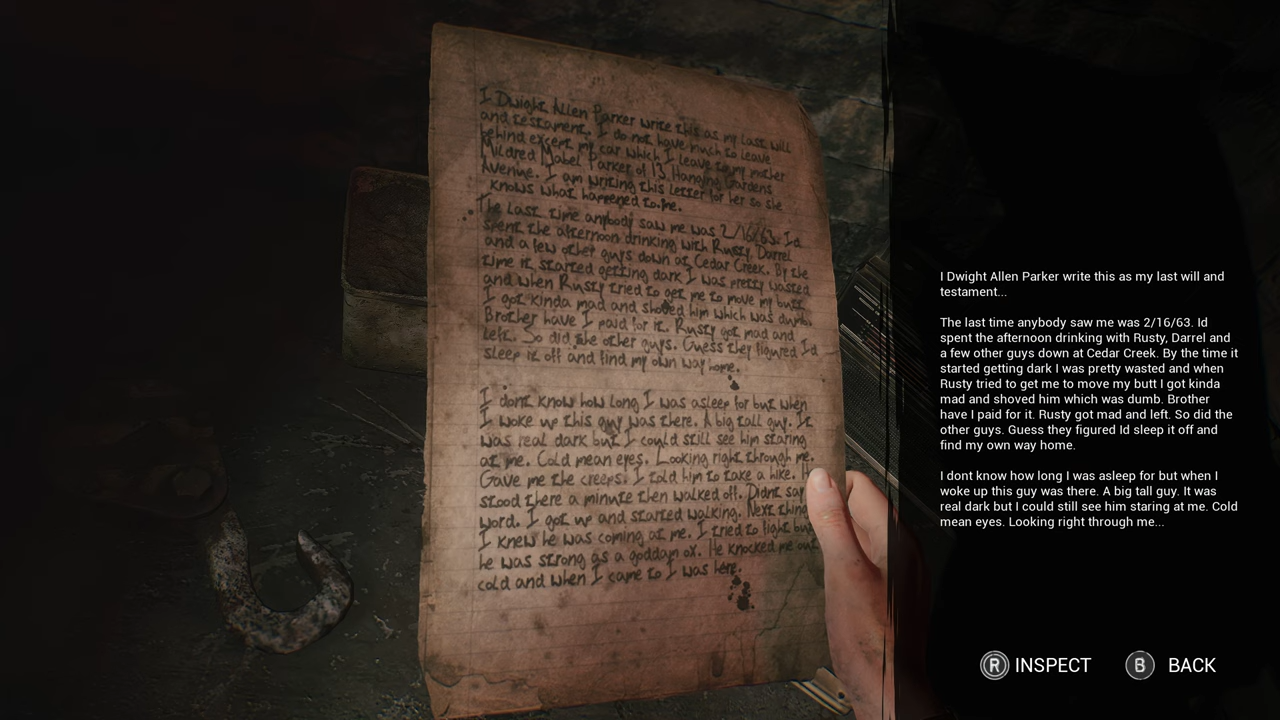 I Dwight Allen Parker write this as my last will
and testament. I do not have much to leave
behind except my car which I leave to my mother
Mildred Mabel Parker of 13 Hanging Gardens
Avenue. I am writing this letter for her so she
knows what happened to me.
The last time anybody saw me was 2/16/63. Id
spent the afternoon drinking with Rusty, Darrel
and a few other guys down at Cedar Creek. By the
time it started getting dark I was pretty wasted
and when Rusty tried to get me to move my butt
I got kinda mad and shoved him which was dumb.
Brother have I paid for it. Rusty got mad and
left. So did the other guys. Guess they figured Id
sleep it off and find my own way home.
I dont know how long I was asleep for but when
I woke up this guy was there. A big tall guy. It
was real dark but I could still see him staring
at me. Cold mean eyes. Looking right through me.
Gave me the creeps. I told him to take a hike.
stood there a minute then walked off. Didnt say
word. I got up and started walking. Next thing
I knew he was coming at me. I tried to fight but
he was strong as a goddam ox. He knocked me out
cold and when I came to I was here.
I Dwight Allen Parker write this as my last will and
testament...
The last time anybody saw me was 2/16/63. Id
spent the afternoon drinking with Rusty, Darrel and
a few other guys down at Cedar Creek. By the time it
started getting dark I was pretty wasted and when
Rusty tried to get me to move my butt I got kinda
mad and shoved him which was dumb. Brother
have I paid for it. Rusty got mad and left. So did the
other guys. Guess they figured Id sleep it off and
find my own way home.
I dont know how long I was asleep for but when I
woke up this guy was there. A big tall guy. It was
real dark but I could still see him staring at me. Cold
mean eyes. Looking right through me...
R INSPECT
B BACK